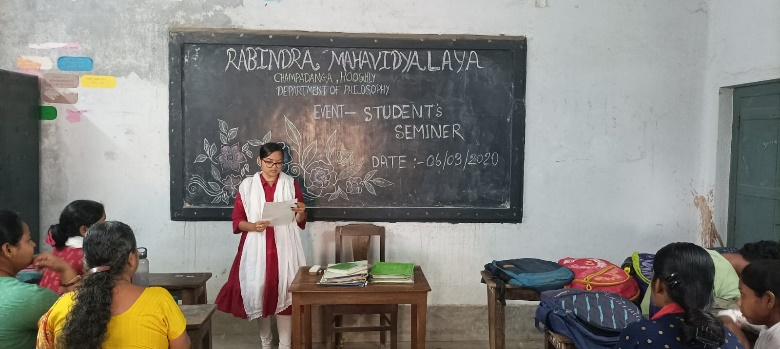 RABINDRA MAHAVIDYALAYA
CHAMPADANGA, HOOGHLY
DEPARTMENT OF PHILOSOPHY
EVENT— STUDENT'S
SEMINER
DATE :- 06/03/2020